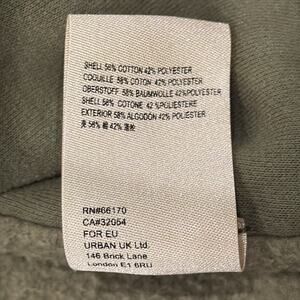 SHELL 58% COTTON 42% POLYESTER
COQUILLE 58% COTON 42% POLYESTER
OBERSTOFF 58% BAUMWOLLE 42% POLYESTER
SHELL 58% COTONE 42 %POLIESTERE
EXTERIOR 58% ALGODÓN 42% POLIESTER
58% 42%
RN#66170
CA#32054
FOR EU
URBAN UK Ltd.
146 Brick Lane
London E1 6RU